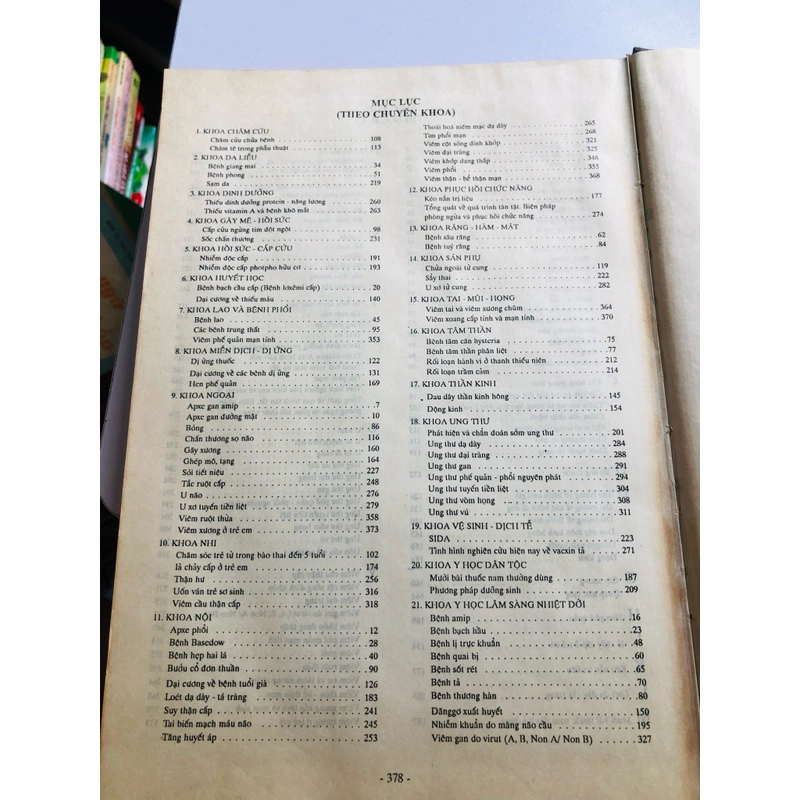 MỤC LỤC
(THEO CHUYÊN KHOA)
1. KHOA CHÂM CỨU
Châm cứu chữa bệnh 108
Châm tê trong phẫu thuật 113
2. KHOA DA LIỄU
Bệnh giang mai 34
Bệnh phong 51
Sạm da 219
3. KHOA DINH DƯỠNG
Thiếu dinh dưỡng protein - năng lượng 260
Thiếu vitamin A và bệnh khô mắt 263
4. KHOA GÂY MÊ - HỒI SỨC
Cấp cứu ngừng tim đột ngột 98
Sốc chấn thương 231
5. KHOA HỒI SỨC - CẤP CỨU
Nhiễm độc cấp 191
Nhiễm độc cấp photpho hữu cơ 193
6. KHOA HUYẾT HỌC
Bệnh bạch cầu cấp (Bệnh lơxêmi cấp) 20
Đại cương về thiếu máu 140
7. KHOA LAO VÀ BỆNH PHỔI
Bệnh lao 45
Các bệnh trung thất 95
Viêm phế quản mạn tính 353
8. KHOA MIỄN DỊCH - DỊ ỨNG
Dị ứng thuốc 122
Đại cương về các bệnh dị ứng 131
Hen phế quản 169
9. KHOA NGOẠI
Apxe gan amip 7
Apxe gan đường mật 10
Bỏng 86
Chấn thương sọ não 116
Gãy xương 160
Ghép mô, tạng 164
Sỏi tiết niệu 227
Tắc ruột cấp 248
U não 276
U xơ tuyến tiền liệt 279
Viêm ruột thừa 358
Viêm xương ở trẻ em 373
10. KHOA NHI
Chăm sóc trẻ từ trong bào thai đến 5 tuổi 102
Ỉa chảy cấp ở trẻ em 174
Thận hư 256
Uốn ván trẻ sơ sinh 316
Viêm cầu thận cấp 318
11. KHOA NỘI
Apxe phổi 12
Bệnh Basedow 28
Bệnh hẹp hai lá 40
Bướu cổ đơn thuần 90
Đại cương về bệnh tuổi già 126
Loét dạ dày - tá tràng 183
Suy thận cấp 241
Tai biến mạch máu não 245
Tăng huyết áp 253
Thoái hoá niêm mạc dạ dày 265
Tim phổi mạn 268
Viêm cột sống dính khớp 321
Viêm đại tràng 325
Viêm khớp dạng thấp 348
Viêm phổi 355
Viêm thận - bể thận mạn 368
12. KHOA PHỤC HỒI CHỨC NĂNG
Kéo nắn trị liệu 177
Tổng quát về quá trình tàn tật. Biện pháp
phòng ngừa và phục hồi chức năng 274
13. KHOA RĂNG - HÀM - MẶT
Bệnh sâu răng 62
Bệnh tuỷ răng 84
14. KHOA SẢN PHỤ
Chửa ngoài tử cung 119
Sẩy thai 222
U xơ tử cung 282
15. KHOA TAI - MŨI - HỌNG
Viêm tai và viêm xương chũm 364
Viêm xoang cấp tính và mạn tính 370
16. KHOA TÂM THẦN
Bệnh tâm căn hysteria 75
Bệnh tâm thần phân liệt 77
Rối loạn hành vi ở thanh thiếu niên 212
Rối loạn trầm cảm 214
17. KHOA THẦN KINH
Đau dây thần kinh hông 145
Động kinh 154
18. KHOA UNG THƯ
Phát hiện và chẩn đoán sớm ung thư 201
Ung thư dạ dày 284
Ung thư đại tràng 288
Ung thư gan 291
Ung thư phế quản - phổi nguyên phát 294
Ung thư tuyến tiền liệt 304
Ung thư vòm họng 308
Ung thư vú 311
19. KHOA VỆ SINH - DỊCH TỄ
SIDA 223
Tình hình nghiên cứu hiện nay về vacxin tả 271
20. KHOA Y HỌC DÂN TỘC
Mười bài thuốc nam thường dùng 187
Phương pháp dưỡng sinh 209
21. KHOA Y HỌC LÂM SÀNG NHIỆT ĐỚI
Bệnh amip 16
Bệnh bạch hầu 23
Bệnh lị trực khuẩn 48
Bệnh quai bị 60
Bệnh sốt rét 65
Bệnh tả 70
Bệnh thương hàn 80
Dănggơ xuất huyết 150
Nhiễm khuẩn do màng não cầu 195
Viêm gan do virut (A, B, Non A/ Non B) 327
- 378 -